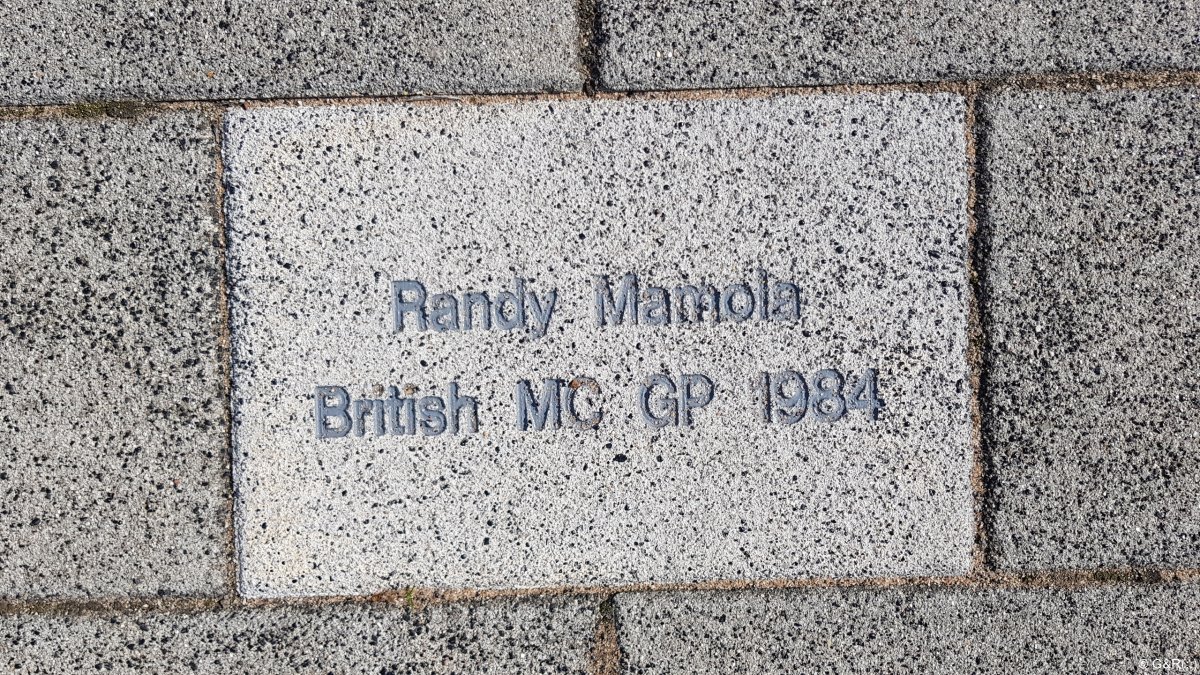 Randy Mamola
British MC GP 1984